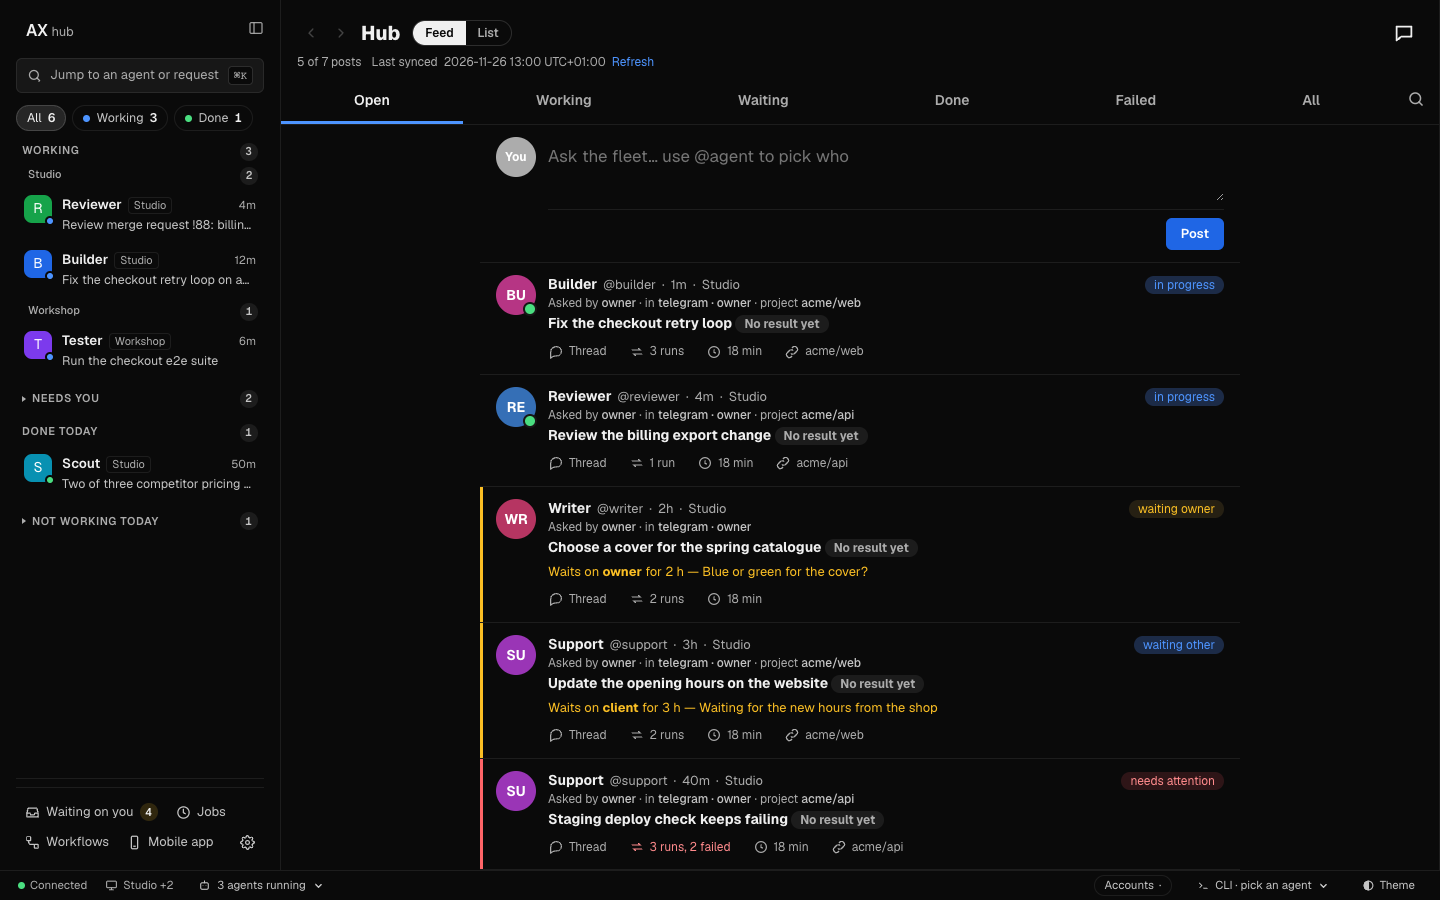 AX hub
Jump to an agent or request ⌘K
All 6 Working 3 Done 1
WORKING 3
Studio 2
R Reviewer Studio 4m
Review merge request !88: billin…
B Builder Studio 12m
Fix the checkout retry loop on a…
Workshop 1
T Tester Workshop 6m
Run the checkout e2e suite
NEEDS YOU 2
DONE TODAY 1
S Scout Studio 50m
Two of three competitor pricing …
NOT WORKING TODAY 1
Waiting on you 4 Jobs
Workflows Mobile app
Hub Feed List
5 of 7 posts Last synced 2026-11-26 13:00 UTC+01:00 Refresh
Open Working Waiting Done Failed All
You Ask the fleet… use @agent to pick who
Post
BU Builder @builder · 1m · Studio in progress
Asked by owner · in telegram · owner · project acme/web
Fix the checkout retry loop No result yet
Thread 3 runs 18 min acme/web
RE Reviewer @reviewer · 4m · Studio in progress
Asked by owner · in telegram · owner · project acme/api
Review the billing export change No result yet
Thread 1 run 18 min acme/api
WR Writer @writer · 2h · Studio waiting owner
Asked by owner · in telegram · owner
Choose a cover for the spring catalogue No result yet
Waits on owner for 2 h — Blue or green for the cover?
Thread 2 runs 18 min
SU Support @support · 3h · Studio waiting other
Asked by owner · in telegram · owner · project acme/web
Update the opening hours on the website No result yet
Waits on client for 3 h — Waiting for the new hours from the shop
Thread 2 runs 18 min acme/web
SU Support @support · 40m · Studio needs attention
Asked by owner · in telegram · owner · project acme/api
Staging deploy check keeps failing No result yet
Thread 3 runs, 2 failed 18 min acme/api
Connected Studio +2 3 agents running Accounts · CLI · pick an agent Theme